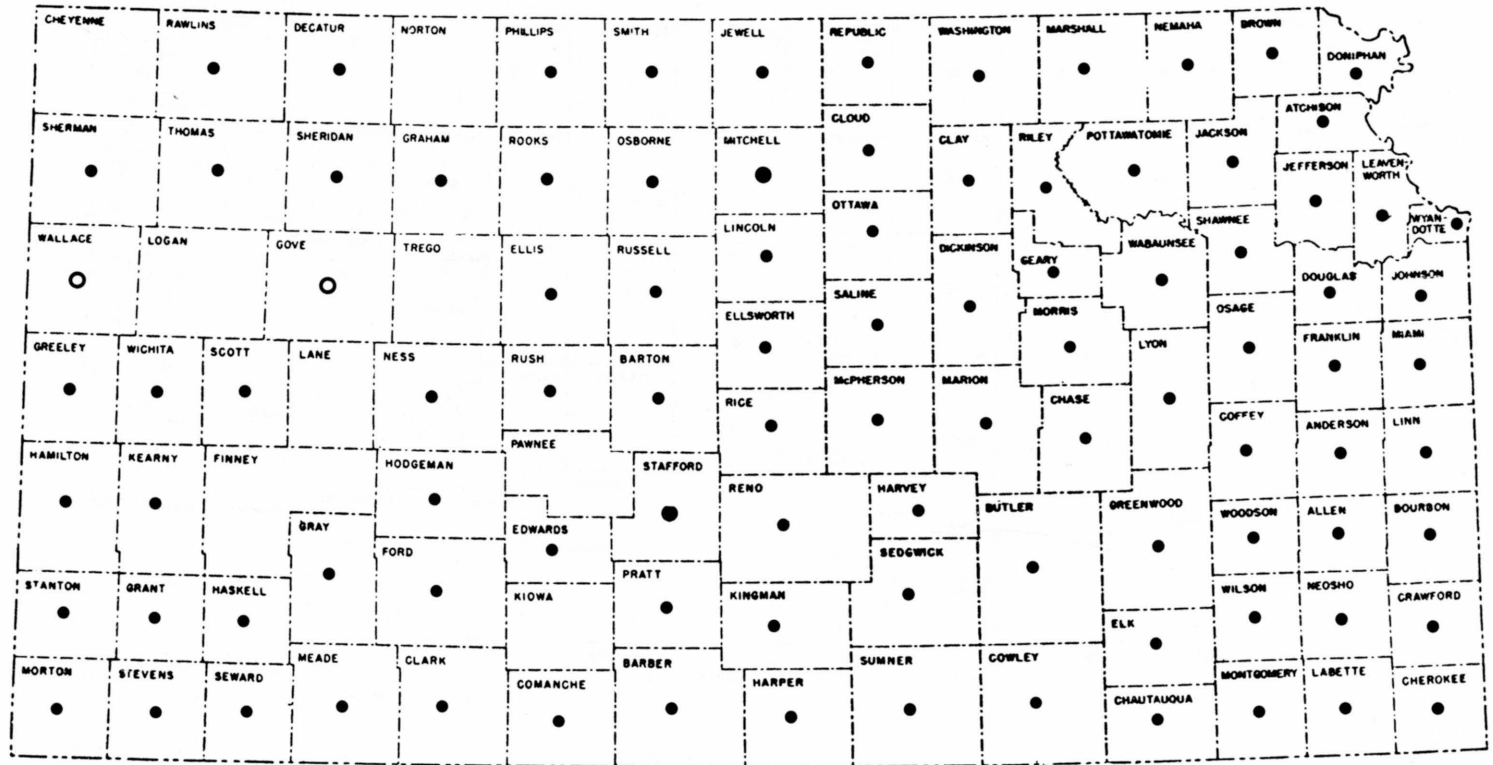 CHEYENNE
RAWLINS
DECATUR
NORTON
PHILLIPS
SMITH
JEWELL
REPUBLIC
WASHINGTON
MARSHALL
NEMAHA
BROWN
DONIPHAN
SHERMAN
THOMAS
SHERIDAN
GRAHAM
ROOKS
OSBORNE
MITCHELL
CLOUD
CLAY
RILEY
POTTAWATOMIE
JACKSON
ATCHISON
JEFFERSON
LEAVEN
WORTH
WYAN
DOTTE
WALLACE
LOGAN
GOVE
TREGO
ELLIS
RUSSELL
LINCOLN
OTTAWA
DICKINSON
GEARY
WABAUNSEE
SHAWNEE
DOUGLAS
JOHNSON
ELLSWORTH
SALINE
MORRIS
LYON
OSAGE
FRANKLIN
MIAMI
GREELEY
WICHITA
SCOTT
LANE
NESS
RUSH
BARTON
RICE
McPHERSON
MARION
CHASE
COFFEY
ANDERSON
LINN
HAMILTON
KEARNY
FINNEY
HODGEMAN
PAWNEE
STAFFORD
RENO
HARVEY
BUTLER
GREENWOOD
WOODSON
ALLEN
BOURBON
GRAY
FORD
EDWARDS
SEDGWICK
STANTON
GRANT
HASKELL
KIOWA
PRATT
KINGMAN
ELK
WILSON
NEOSHO
CRAWFORD
MORTON
STEVENS
SEWARD
MEADE
CLARK
COMANCHE
BARBER
HARPER
SUMNER
COWLEY
CHAUTAUQUA
MONTGOMERY
LABETTE
CHEROKEE